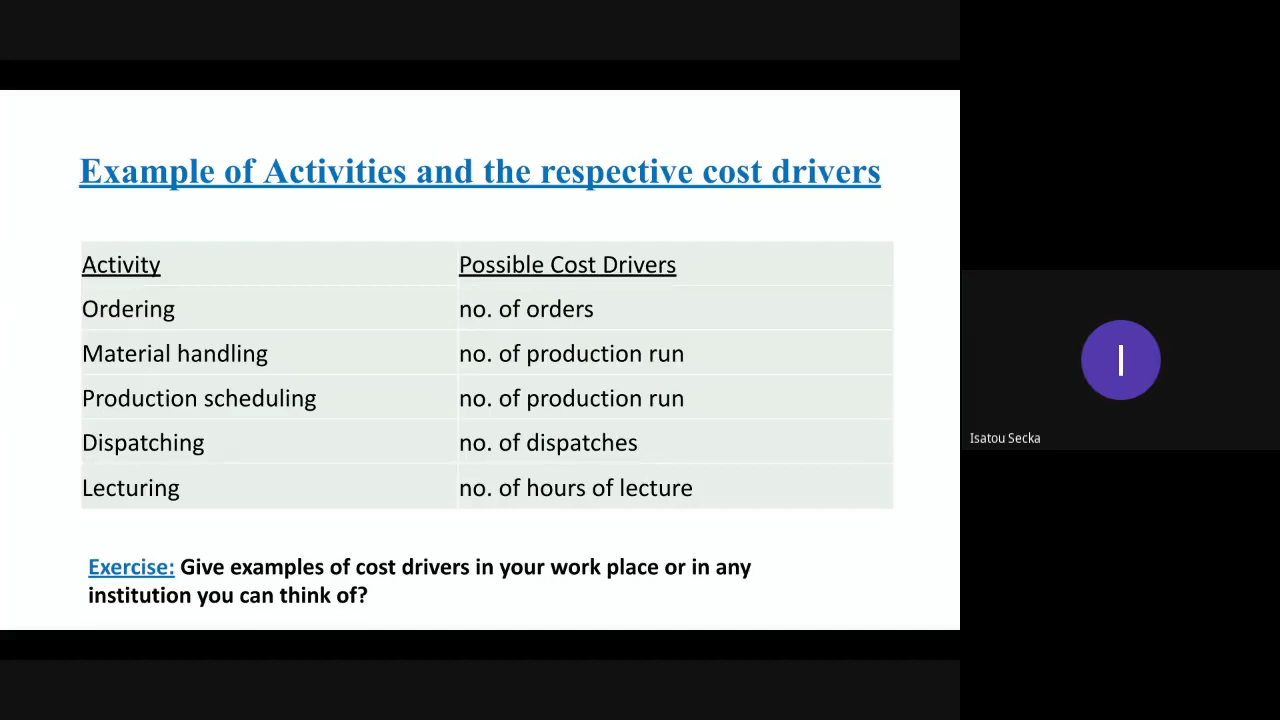 Example of Activities and the respective cost drivers
Activity Possible Cost Drivers
Ordering no. of orders
Material handling no. of production run
Production scheduling no. of production run
Dispatching no. of dispatches
Lecturing no. of hours of lecture
Exercise: Give examples of cost drivers in your work place or in any
institution you can think of?
I
Isatou Secka